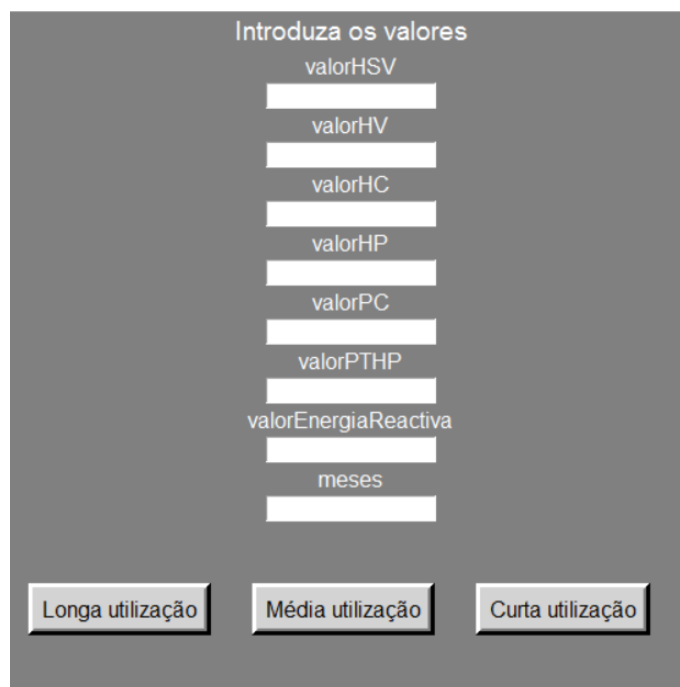 Introduza os valores
valorHSV
valorHV
valorHC
valorHP
valorPC
valorPTHP
valorEnergiaReactiva
meses
Longa utilização Média utilização Curta utilização